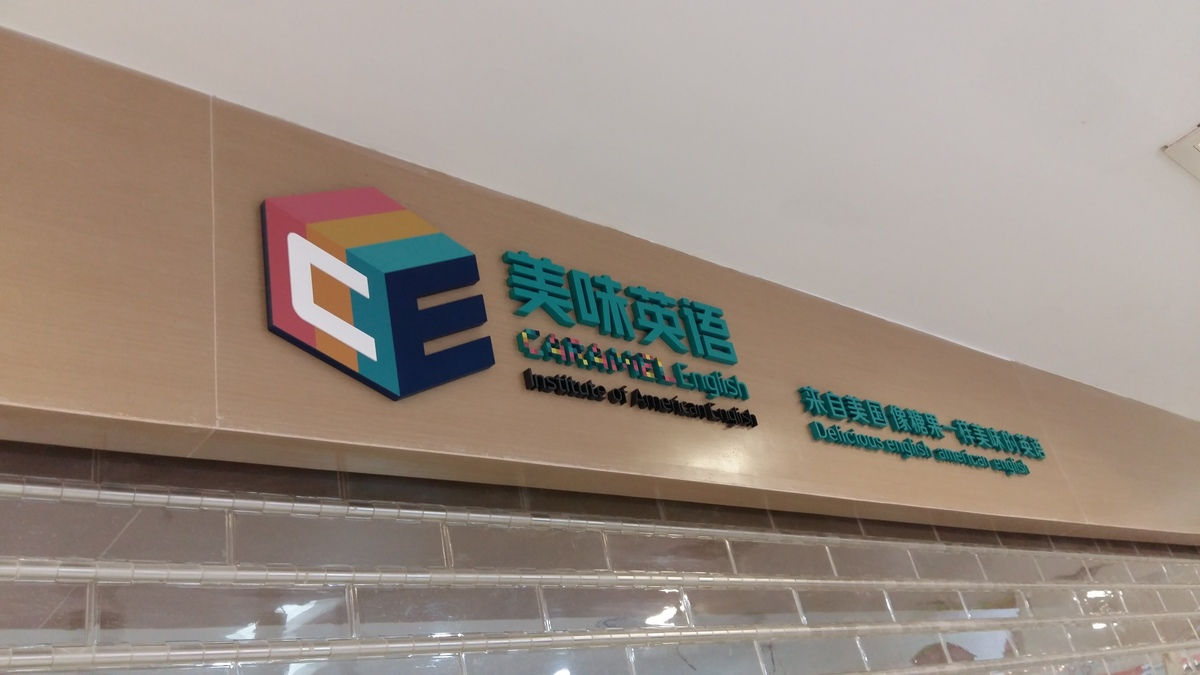 CE
美味英语
CARAMEL English
Institute of American English
来自美国 像糖果一样美味的英语
Delicious english american english